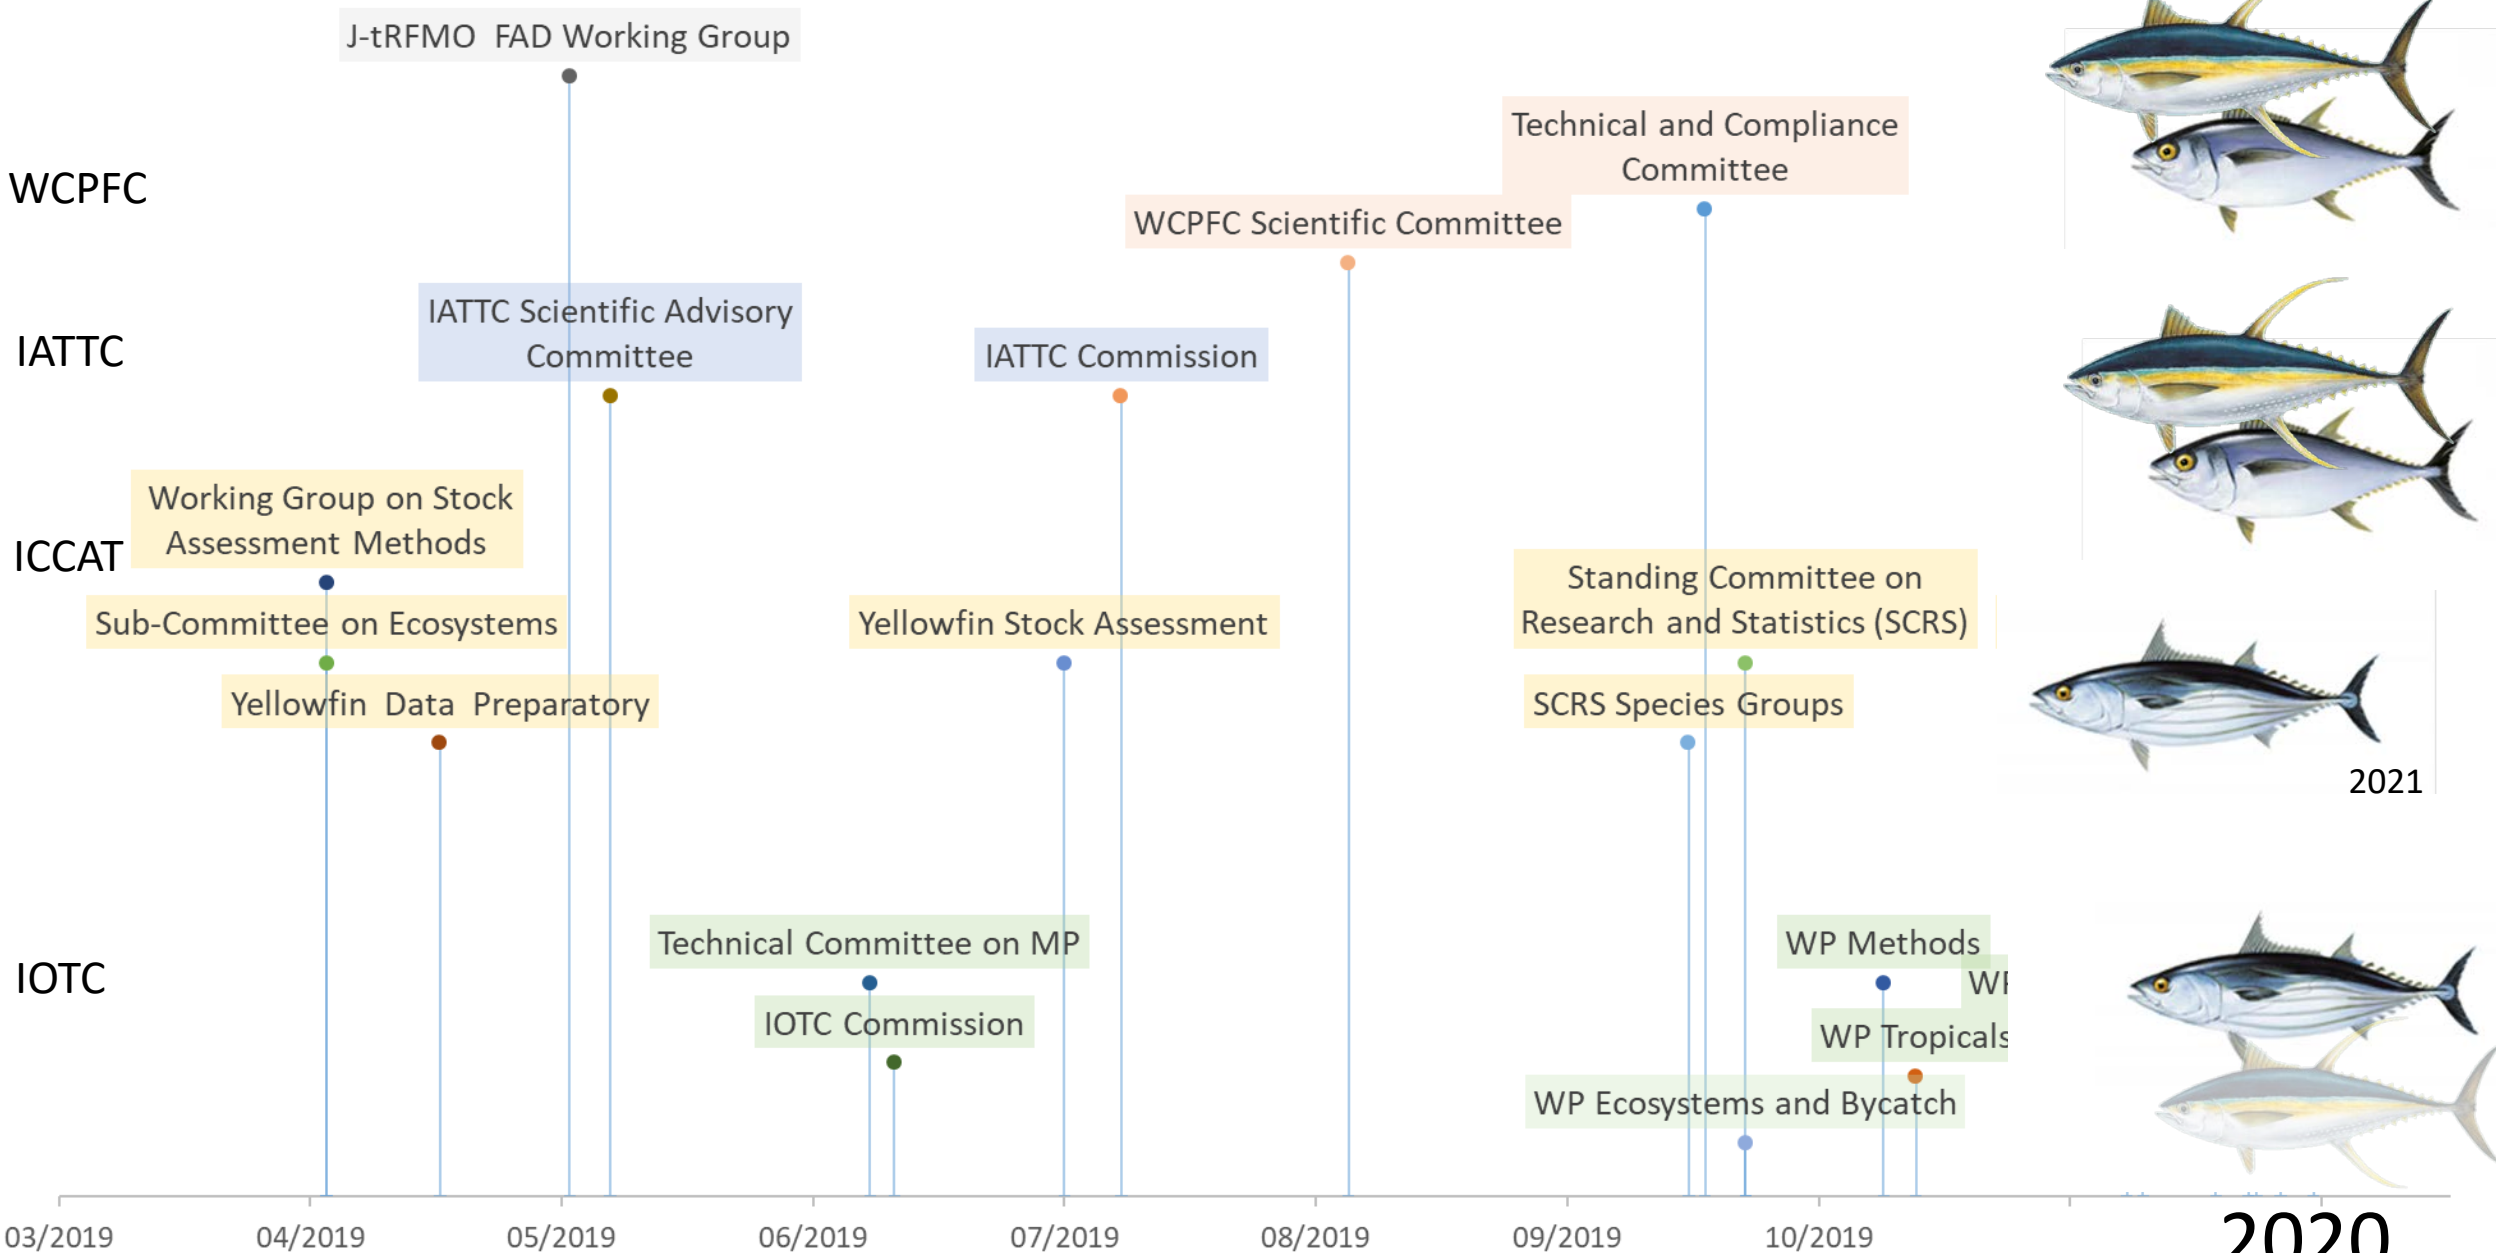 J-tRFMO FAD Working Group
Technical and Compliance
Committee
WCPFC
WCPFC Scientific Committee
IATTC Scientific Advisory
Committee
IATTC
IATTC Commission
Working Group on Stock
Assessment Methods
ICCAT
Standing Committee on
Research and Statistics (SCRS)
Sub-Committee on Ecosystems
Yellowfin Stock Assessment
Yellowfin Data Preparatory
SCRS Species Groups
2021
Technical Committee on MP
WP Methods
IOTC
IOTC Commission
WP Tropicals
WP Ecosystems and Bycatch
03/2019
04/2019
05/2019
06/2019
07/2019
08/2019
09/2019
10/2019
2020